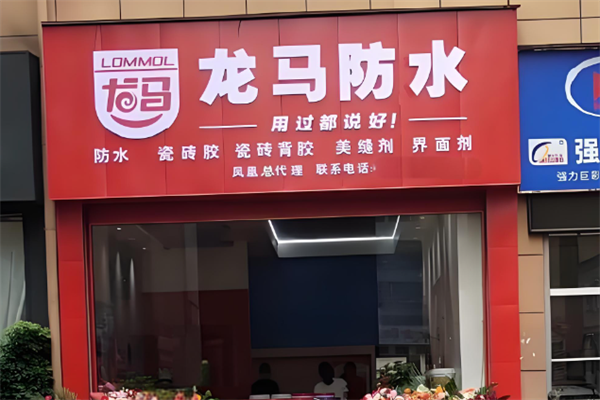 LOMMOL
龙马
龙马防水
用过都说好!
防水 瓷砖胶 瓷砖背胶 美缝剂 界面剂
凤凰总代理 联系电话:
强
强力巨彩